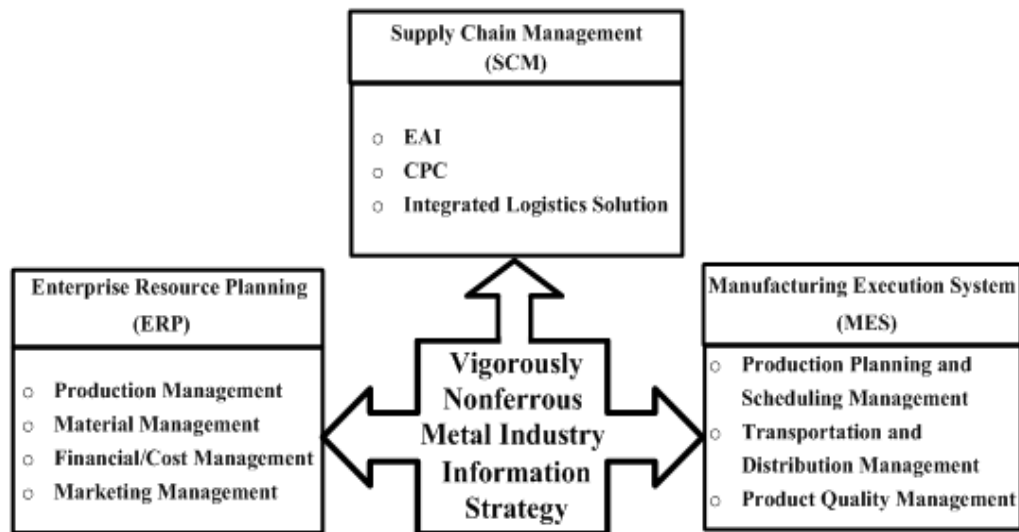 Supply Chain Management
(SCM)
○ EAI
○ CPC
○ Integrated Logistics Solution
Enterprise Resource Planning
(ERP)
○ Production Management
○ Material Management
○ Financial/Cost Management
○ Marketing Management
Vigorously
Nonferrous
Metal Industry
Information
Strategy
Manufacturing Execution System
(MES)
○ Production Planning and
Scheduling Management
○ Transportation and
Distribution Management
○ Product Quality Management